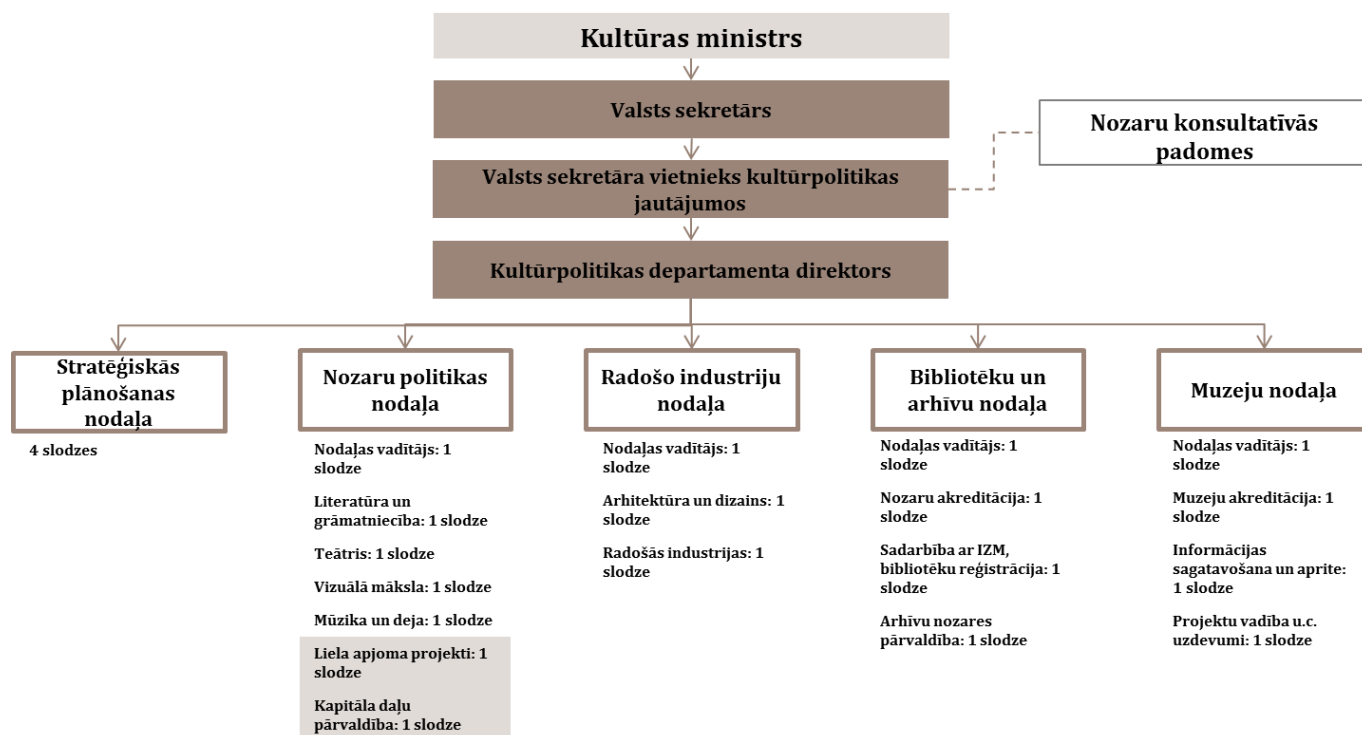 Kultūras ministrs
Valsts sekretārs
Nozaru konsultatīvās
padomes
Valsts sekretāra vietnieks kultūrpolitikas
jautājumos
Kultūrpolitikas departamenta direktors
Stratēģiskās
plānošanas
nodaļa
4 slodzes
Nozaru politikas
nodaļa
Nodaļas vadītājs: 1
slodze
Literatūra un
grāmatniecība: 1 slodze
Teātris: 1 slodze
Vizuālā māksla: 1 slodze
Mūzika un deja: 1 slodze
Liela apjoma projekti: 1
slodze
Kapitāla daļu
pārvaldība: 1 slodze
Radošo industriju
nodaļa
Nodaļas vadītājs: 1
slodze
Arhitektūra un dizains: 1
slodze
Radošās industrijas: 1
slodze
Bibliotēku un
arhīvu nodaļa
Nodaļas vadītājs: 1
slodze
Nozaru akreditācija: 1
slodze
Sadarbība ar IZM,
bibliotēku reģistrācija: 1
slodze
Arhīvu nozares
pārvaldība: 1 slodze
Muzeju nodaļa
Nodaļas vadītājs: 1
slodze
Muzeju akreditācija: 1
slodze
Informācijas
sagatavošana un aprite:
1 slodze
Projektu vadība u.c.
uzdevumi: 1 slodze